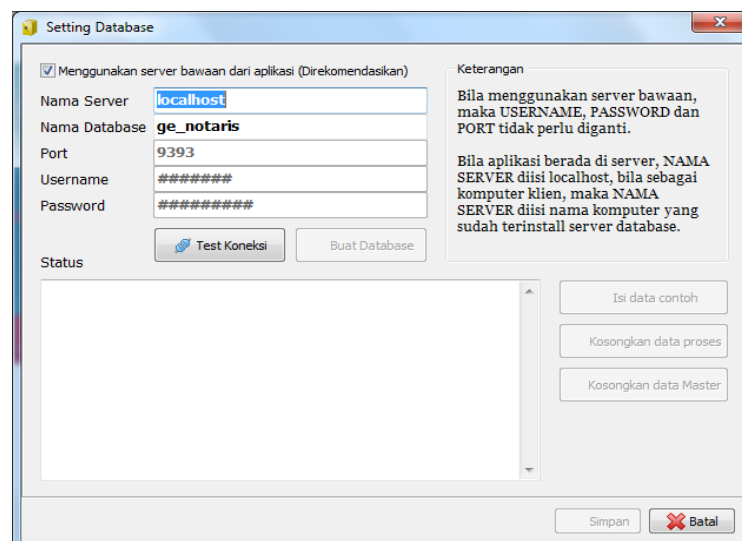 Setting Database
Menggunakan server bawaan dari aplikasi (Direkomendasikan)
Nama Server localhost
Nama Database ge_notaris
Port 9393
Username #######
Password #########
Test Koneksi Buat Database
Keterangan
Bila menggunakan server bawaan,
maka USERNAME, PASSWORD dan
PORT tidak perlu diganti.
Bila aplikasi berada di server, NAMA
SERVER diisi localhost, bila sebagai
komputer klien, maka NAMA
SERVER diisi nama komputer yang
sudah terinstall server database.
Status
Isi data contoh
Kosongkan data proses
Kosongkan data Master
Simpan Batal